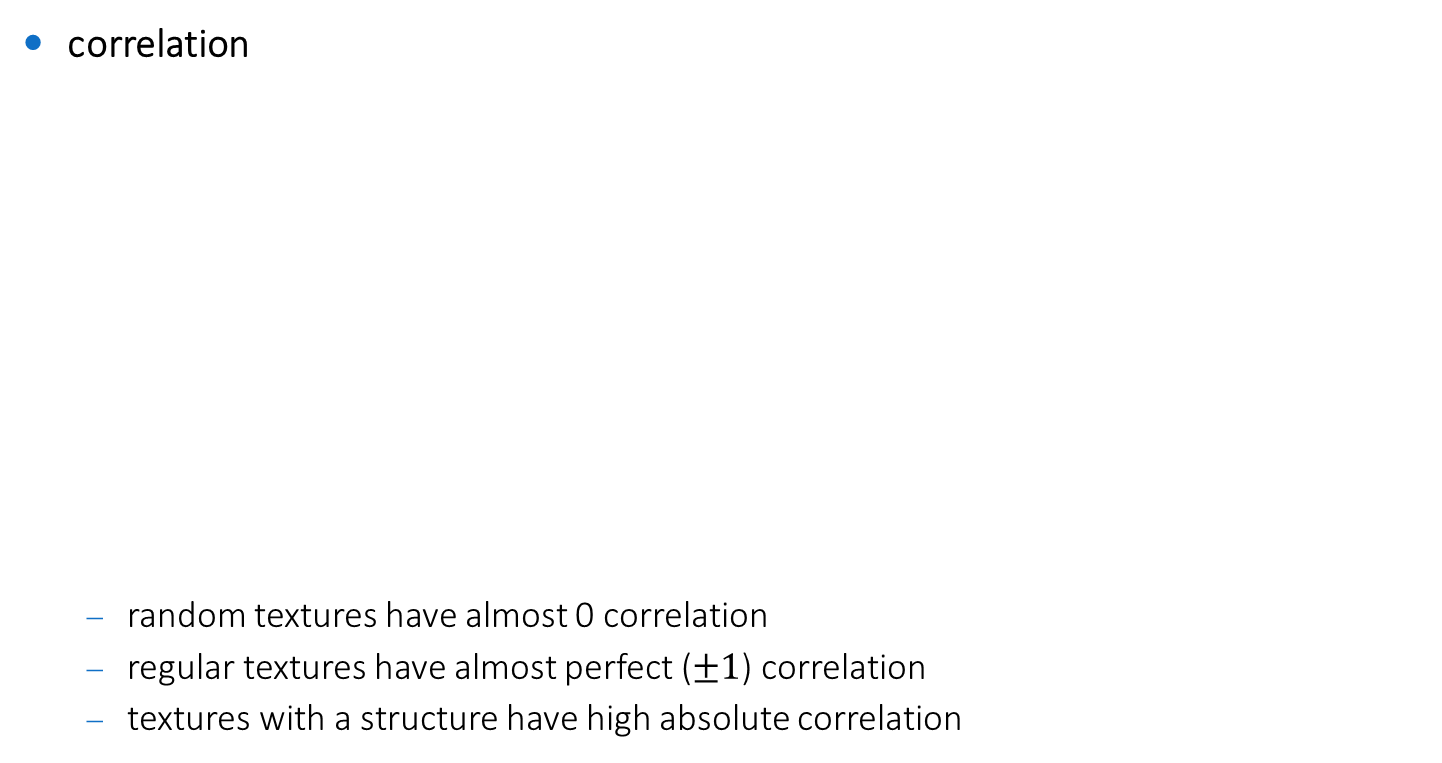 • correlation
– random textures have almost 0 correlation
– regular textures have almost perfect (±1) correlation
– textures with a structure have high absolute correlation